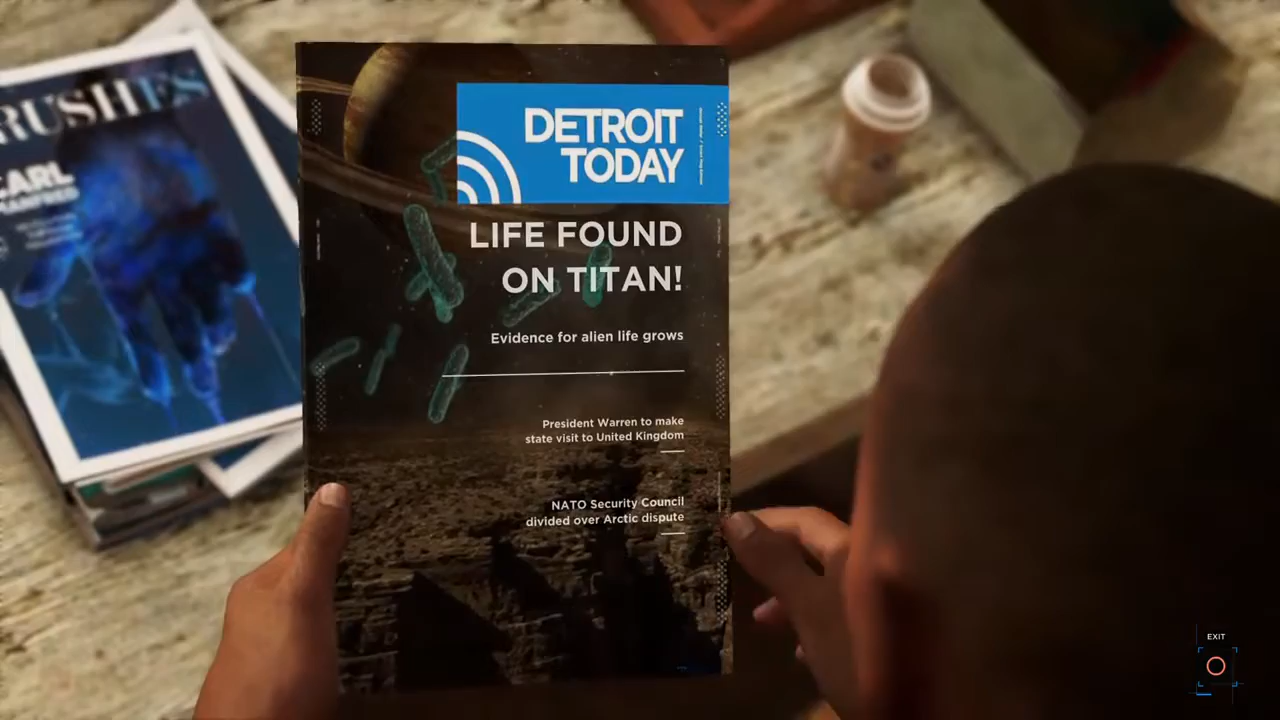 RUSHES
CARL
MANFRED
DETROIT
TODAY
LIFE FOUND
ON TITAN!
Evidence for alien life grows
President Warren to make
state visit to United Kingdom
NATO Security Council
divided over Arctic dispute
EXIT